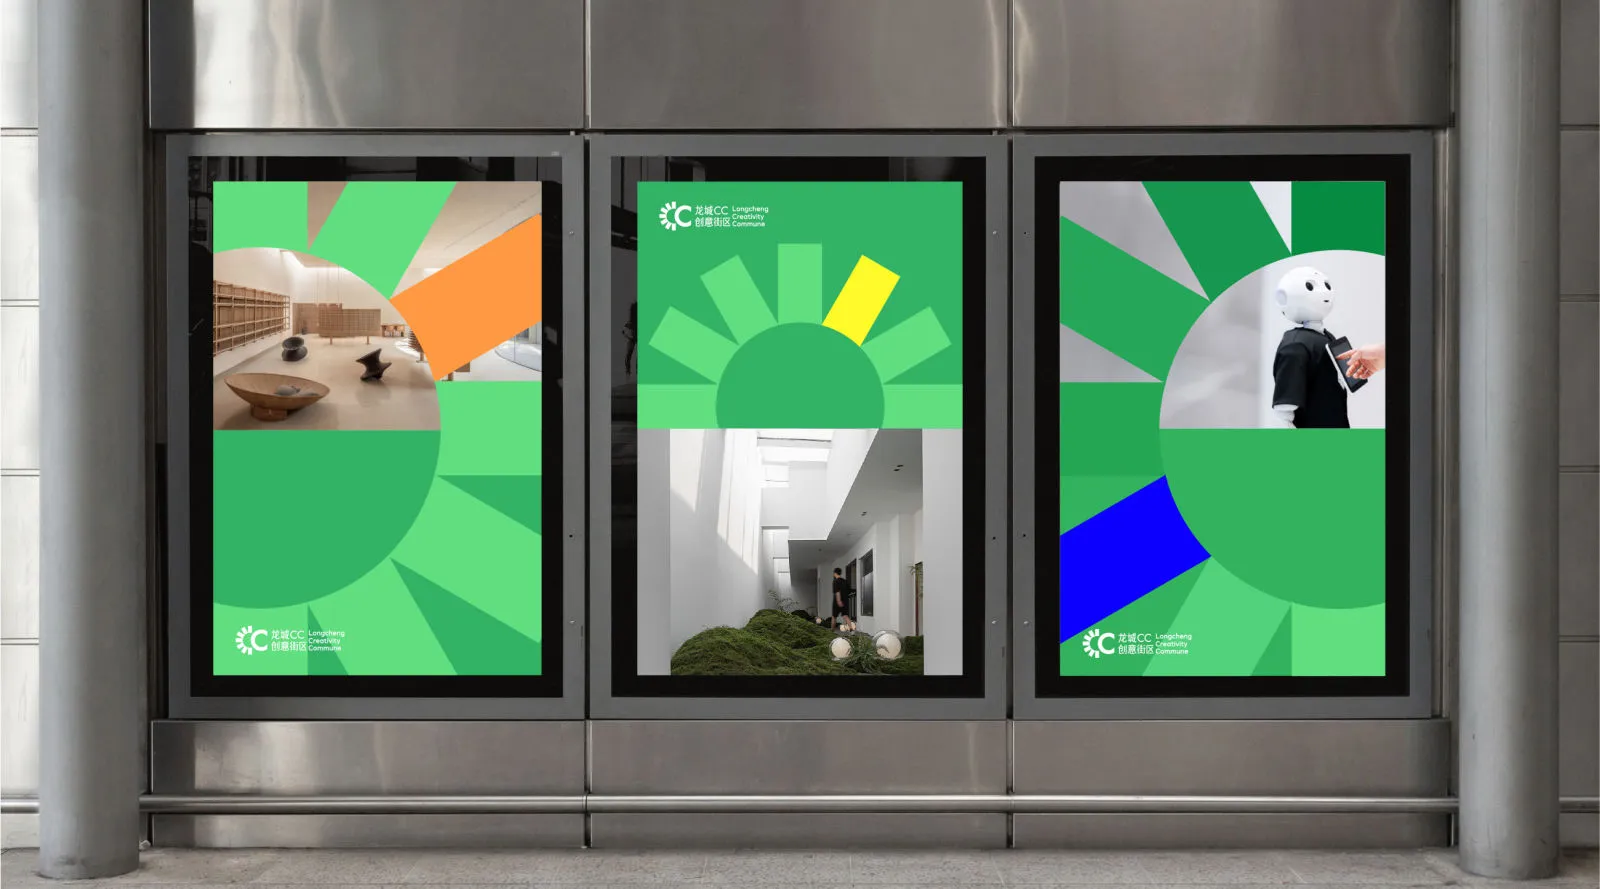 龙城CC
创意街区
Longcheng
Creativity
Commune
龙城CC
创意街区
Longcheng
Creativity
Commune
龙城CC
创意街区
Longcheng
Creativity
Commune